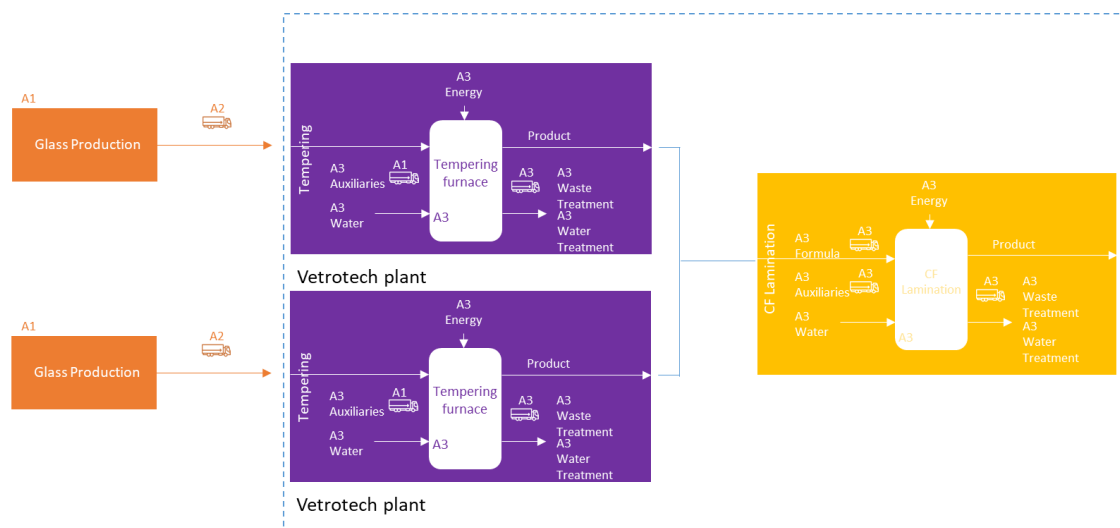 A1
Glass Production
A2
Tempering
A3
Energy
A3
Auxiliaries
A1
A3
Water
Tempering
furnace
A3
Product
A3
A3
Waste
Treatment
A3
Water
Treatment
Vetrotech plant
A1
Glass Production
A2
Tempering
A3
Energy
A3
Auxiliaries
A1
A3
Water
Tempering
furnace
A3
Product
A3
A3
Waste
Treatment
A3
Water
Treatment
Vetrotech plant
CF Lamination
A3
Energy
A3
Formula
A3
A3
Auxiliaries
A3
A3
Water
CF
Lamination
A3
Product
A3
A3
Waste
Treatment
A3
Water
Treatment